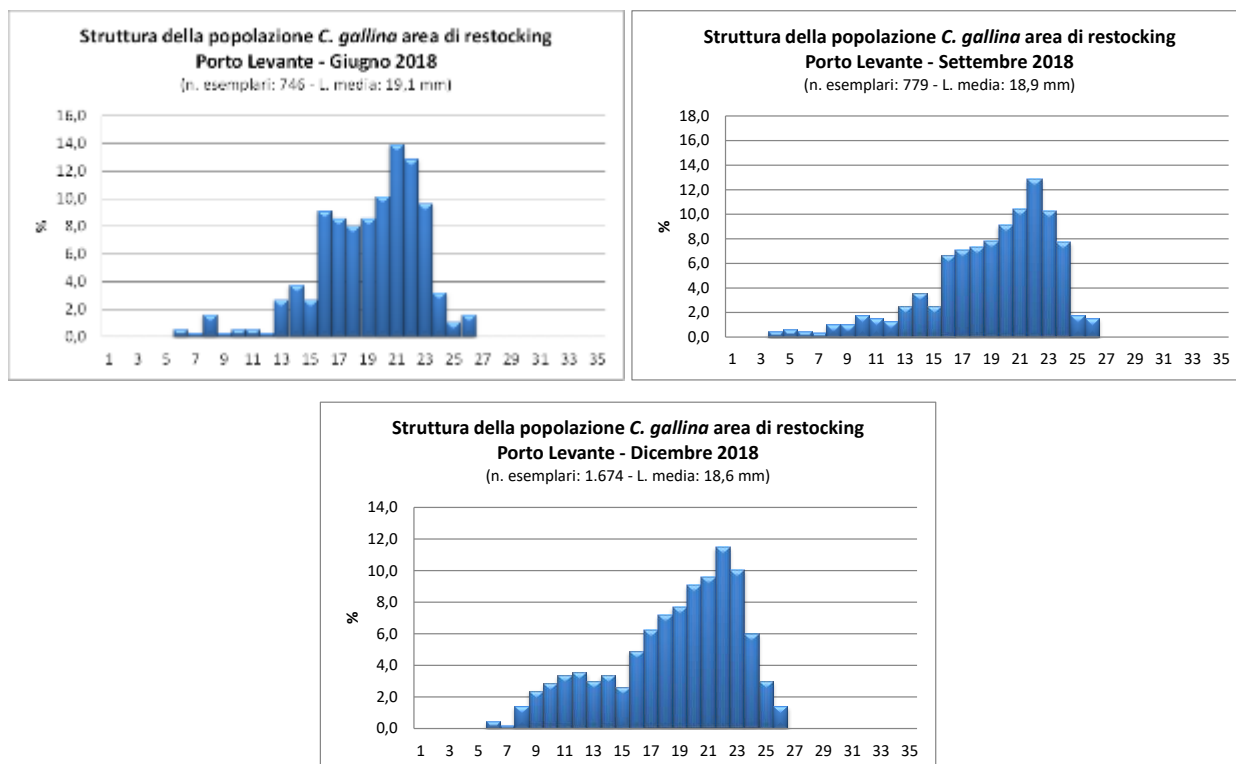 Struttura della popolazione C. gallina area di restocking
Porto Levante - Giugno 2018
(n. esemplari: 746 - L. media: 19,1 mm)
16,0
14,0
12,0
10,0
8,0
6,0
4,0
2,0
0,0
%
1 3 5 7 9 11 13 15 17 19 21 23 25 27 29 31 33 35
Struttura della popolazione C. gallina area di restocking
Porto Levante - Settembre 2018
(n. esemplari: 779 - L. media: 18,9 mm)
18,0
16,0
14,0
12,0
10,0
8,0
6,0
4,0
2,0
0,0
%
1 3 5 7 9 11 13 15 17 19 21 23 25 27 29 31 33 35
Struttura della popolazione C. gallina area di restocking
Porto Levante - Dicembre 2018
(n. esemplari: 1.674 - L. media: 18,6 mm)
14,0
12,0
10,0
8,0
6,0
4,0
2,0
0,0
%
1 3 5 7 9 11 13 15 17 19 21 23 25 27 29 31 33 35